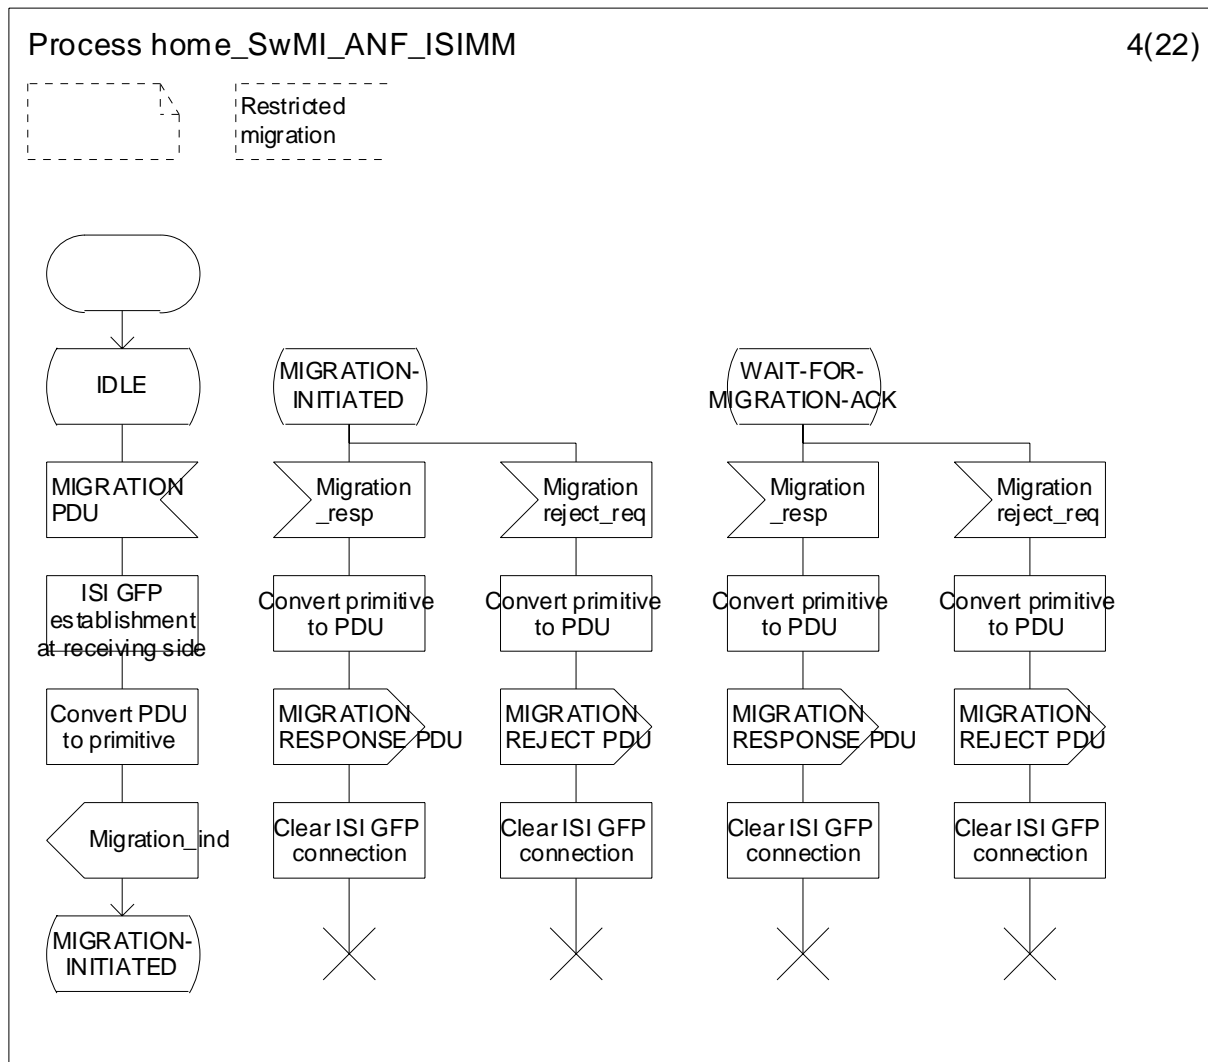 Process home_SwMI_ANF_ISIMM
4(22)
Restricted
migration
IDLE
MIGRATION
PDU
ISI GFP
establishment
at receiving side
Convert PDU
to primitive
Migration_ind
MIGRATION-
INITIATED
MIGRATION-
INITIATED
Migration
_resp
Convert primitive
to PDU
MIGRATION
RESPONSE PDU
Clear ISI GFP
connection
Migration
reject_req
Convert primitive
to PDU
MIGRATION
REJECT PDU
Clear ISI GFP
connection
WAIT-FOR-
MIGRATION-ACK
Migration
_resp
Convert primitive
to PDU
MIGRATION
RESPONSE PDU
Clear ISI GFP
connection
Migration
reject_req
Convert primitive
to PDU
MIGRATION
REJECT PDU
Clear ISI GFP
connection